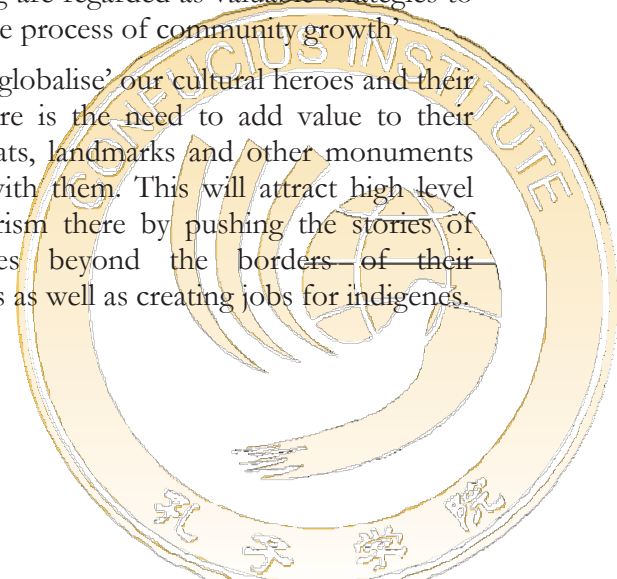 ng are regarded as valuable strategies to
e process of community growth’
globalise’ our cultural heroes and their
re is the need to add value to their
ats, landmarks and other monuments
with them. This will attract high level
rism there by pushing the stories of
es beyond the borders of their
s as well as creating jobs for indigenes.
CONFUCIUS INSTITUTE
孔子学院